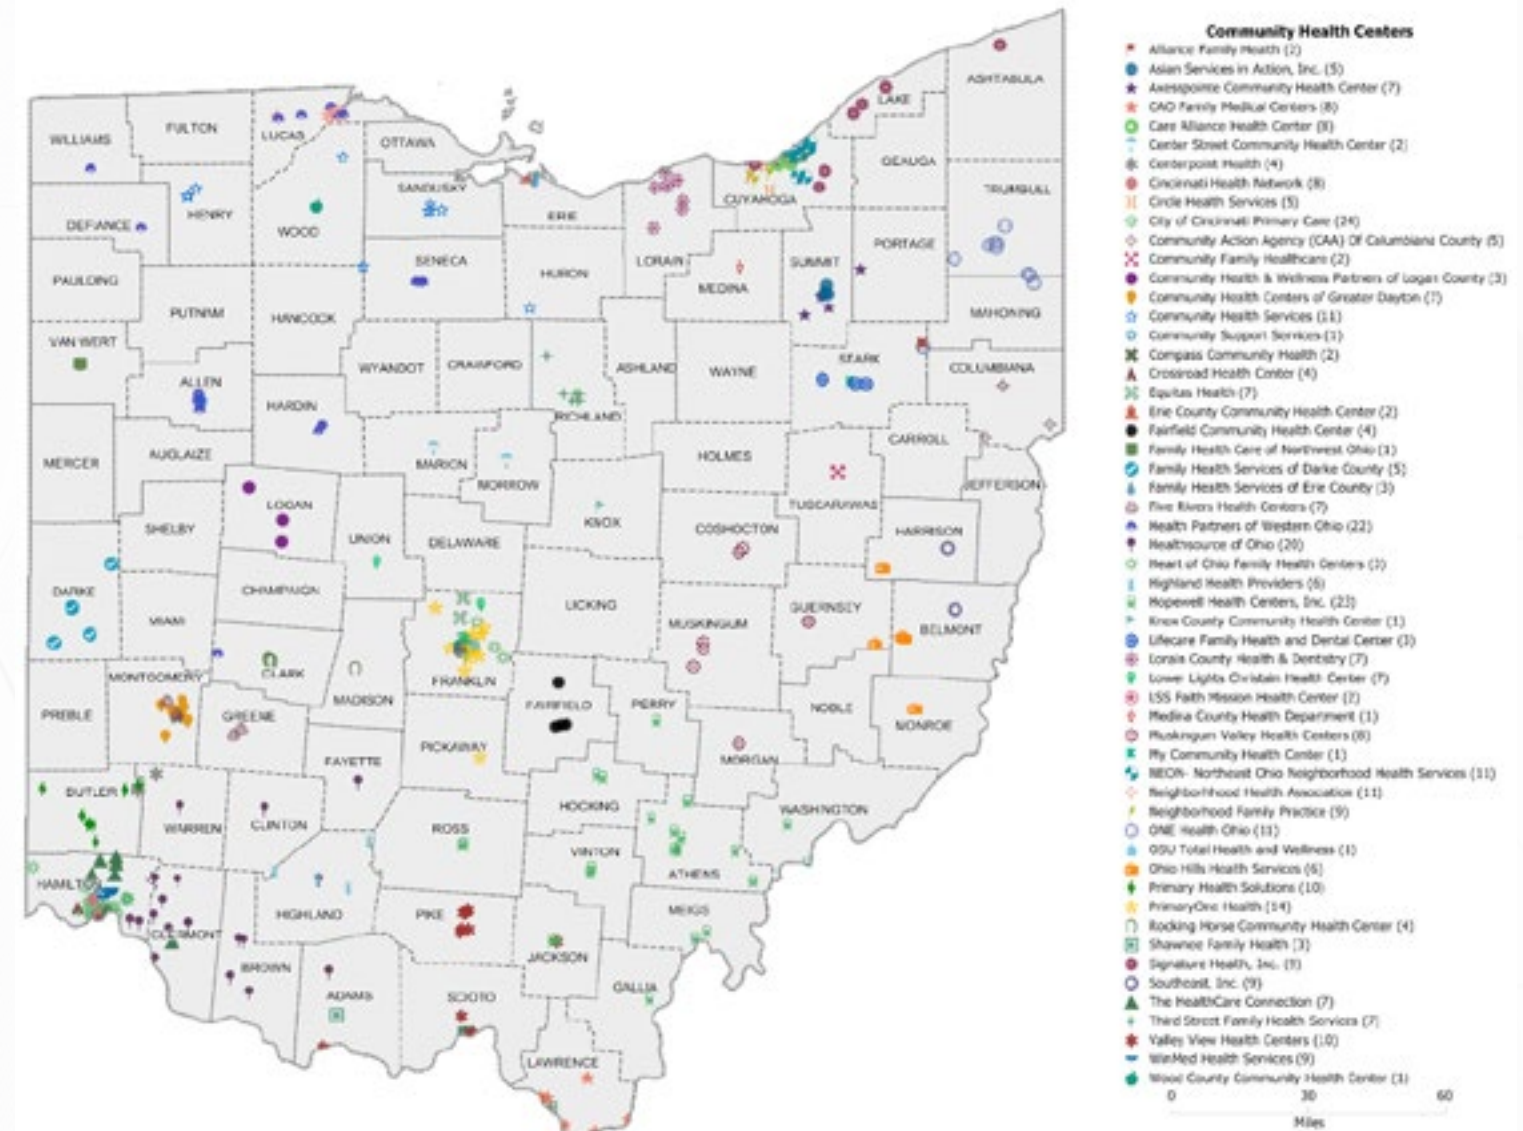 Community Health Centers
Alliance Family Health (2)
Asian Services in Action, Inc. (5)
Axesspointe Community Health Center (7)
CAO Family Medical Centers (8)
Care Alliance Health Center (8)
Center Street Community Health Center (2)
Centerpoint Health (4)
Cincinnati Health Network (8)
Circle Health Services (5)
City of Cincinnati Primary Care (24)
Community Action Agency (CAA) Of Columbiana County (5)
Community Family Healthcare (2)
Community Health & Wellness Partners of Logan County (3)
Community Health Centers of Greater Dayton (7)
Community Health Services (11)
Community Support Services (1)
Compass Community Health (2)
Crossroad Health Center (4)
Equitas Health (7)
Erie County Community Health Center (2)
Fairfield Community Health Center (4)
Family Health Care of Northwest Ohio (1)
Family Health Services of Darke County (5)
Family Health Services of Erie County (3)
Five Rivers Health Centers (7)
Health Partners of Western Ohio (22)
Healthsource of Ohio (20)
Heart of Ohio Family Health Centers (3)
Highland Health Providers (6)
Hopewell Health Centers, Inc. (23)
Knox County Community Health Center (1)
Lifecare Family Health and Dental Center (3)
Lorain County Health & Dentistry (7)
Lower Lights Christain Health Center (7)
LSS Faith Mission Health Center (2)
Medina County Health Department (1)
Muskingum Valley Health Centers (8)
My Community Health Center (1)
NEON- Northeast Ohio Neighborhood Health Services (11)
Neighborhhood Health Association (11)
Neighborhood Family Practice (9)
ONE Health Ohio (11)
OSU Total Health and Wellness (1)
Ohio Hills Health Services (6)
Primary Health Solutions (10)
PrimaryOne Health (14)
Rocking Horse Community Health Center (4)
Shawnee Family Health (3)
Signature Health, Inc. (9)
Southeast, Inc. (9)
The HealthCare Connection (7)
Third Street Family Health Services (7)
Valley View Health Centers (10)
WinMed Health Services (9)
Wood County Community Health Center (1)
0 30 60
Miles
WILLIAMS
FULTON
LUCAS
OTTAWA
LAKE
ASHTABULA
GEAUGA
TRUMBULL
DEFIANCE
HENRY
WOOD
SANDUSKY
ERIE
CUYAHOGA
PORTAGE
PAULDING
SENECA
HURON
LORAIN
MEDINA
SUMMIT
MAHONING
PUTNAM
HANCOCK
VAN WERT
ALLEN
WYANDOT
CRAWFORD
ASHLAND
WAYNE
STARK
COLUMBIANA
HARDIN
RICHLAND
MERCER
AUGLAIZE
MARION
MORROW
HOLMES
CARROLL
JEFFERSON
TUSCARAWAS
LOGAN
SHELBY
UNION
DELAWARE
KNOX
COSHOCTON
HARRISON
DARKE
MIAMI
CHAMPAIGN
LICKING
MUSKINGUM
GUERNSEY
BELMONT
MONTGOMERY
CLARK
MADISON
FRANKLIN
PREBLE
GREENE
FAIRFIELD
PERRY
NOBLE
MONROE
FAYETTE
PICKAWAY
MORGAN
BUTLER
WARREN
CLINTON
ROSS
HOCKING
WASHINGTON
VINTON
ATHENS
HAMILTON
CLERMONT
HIGHLAND
PIKE
MEIGS
BROWN
JACKSON
ADAMS
SCIOTO
GALLIA
LAWRENCE